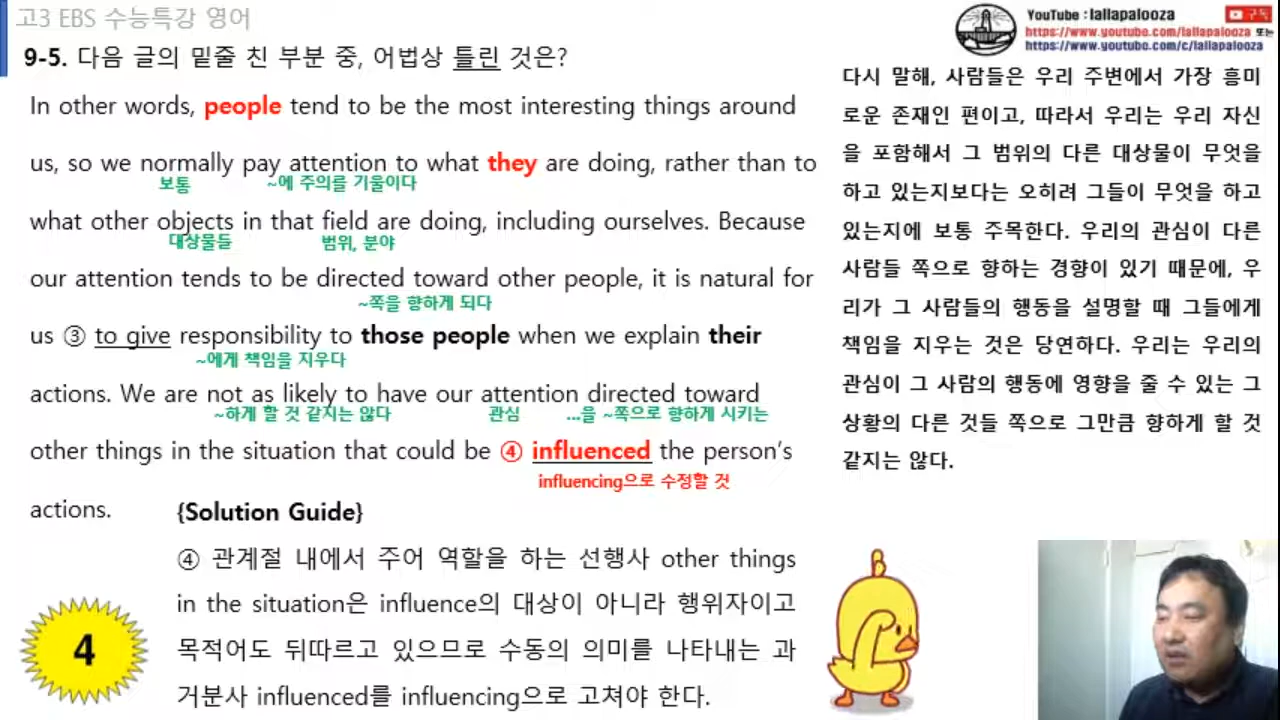 고3 EBS 수능특강 영어
YouTube : lallapalooza
구독
https://www.youtube.com/lallapalooza 또는
https://www.youtube.com/c/lallapalooza
9-5. 다음 글의 밑줄 친 부분 중, 어법상 틀린 것은?
In other words, people tend to be the most interesting things around
us, so we normally pay attention to what they are doing, rather than to
보통 ~에 주의를 기울이다
what other objects in that field are doing, including ourselves. Because
대상물들 범위, 분야
our attention tends to be directed toward other people, it is natural for
~쪽을 향하게 되다
us ③ to give responsibility to those people when we explain their
~에게 책임을 지우다
actions. We are not as likely to have our attention directed toward
~하게 할 것 같지는 않다 관심 ...을 ~쪽으로 향하게 시키는
other things in the situation that could be ④ influenced the person's
influencing으로 수정할 것
actions.
{Solution Guide}
④ 관계절 내에서 주어 역할을 하는 선행사 other things
in the situation은 influence의 대상이 아니라 행위자이고
목적어도 뒤따르고 있으므로 수동의 의미를 나타내는 과
거분사 influenced를 influencing으로 고쳐야 한다.
4
다시 말해, 사람들은 우리 주변에서 가장 흥미
로운 존재인 편이고, 따라서 우리는 우리 자신
을 포함해서 그 범위의 다른 대상물이 무엇을
하고 있는지보다는 오히려 그들이 무엇을 하고
있는지에 보통 주목한다. 우리의 관심이 다른
사람들 쪽으로 향하는 경향이 있기 때문에, 우
리가 그 사람들의 행동을 설명할 때 그들에게
책임을 지우는 것은 당연하다. 우리는 우리의
관심이 그 사람의 행동에 영향을 줄 수 있는 그
상황의 다른 것들 쪽으로 그만큼 향하게 할 것
같지는 않다.